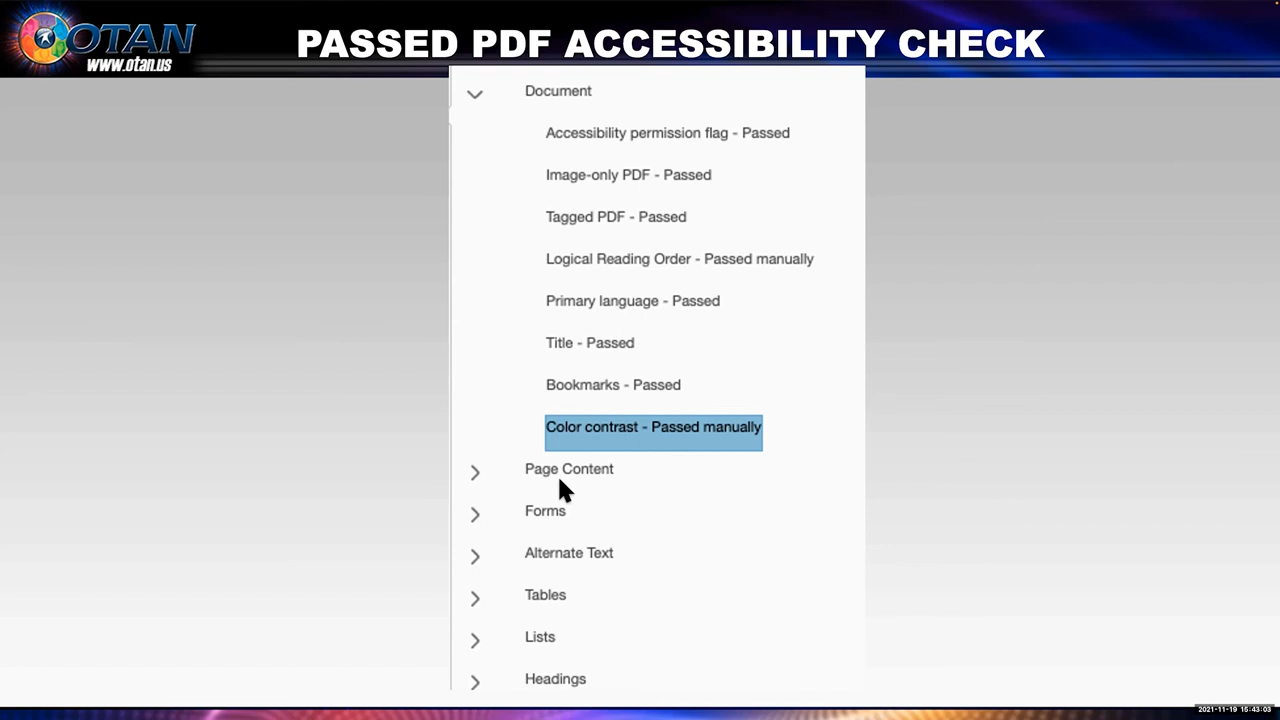 OTAN
www.otan.us
PASSED PDF ACCESSIBILITY CHECK
Document
Accessibility permission flag - Passed
Image-only PDF - Passed
Tagged PDF - Passed
Logical Reading Order - Passed manually
Primary language - Passed
Title - Passed
Bookmarks - Passed
Color contrast - Passed manually
Page Content
Forms
Alternate Text
Tables
Lists
Headings
2021-11-19 15:43:03